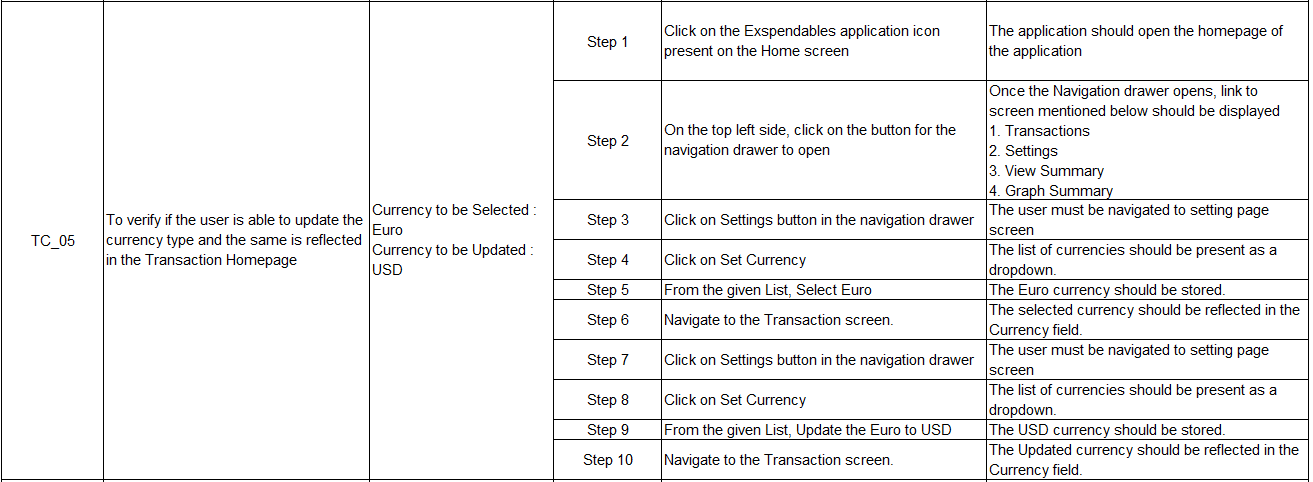 TC_05
To verify if the user is able to update the
currency type and the same is reflected
in the Transaction Homepage
Currency to be Selected :
Euro
Currency to be Updated :
USD
Step 1
Click on the Exspendables application icon
present on the Home screen
The application should open the homepage of
the application
Step 2
On the top left side, click on the button for the
navigation drawer to open
Once the Navigation drawer opens, link to
screen mentioned below should be displayed
1. Transactions
2. Settings
3. View Summary
4. Graph Summary
Step 3
Click on Settings button in the navigation drawer
The user must be navigated to setting page
screen
Step 4
Click on Set Currency
The list of currencies should be present as a
dropdown.
Step 5
From the given List, Select Euro
The Euro currency should be stored.
Step 6
Navigate to the Transaction screen.
The selected currency should be reflected in the
Currency field.
Step 7
Click on Settings button in the navigation drawer
The user must be navigated to setting page
screen
Step 8
Click on Set Currency
The list of currencies should be present as a
dropdown.
Step 9
From the given List, Update the Euro to USD
The USD currency should be stored.
Step 10
Navigate to the Transaction screen.
The Updated currency should be reflected in the
Currency field.